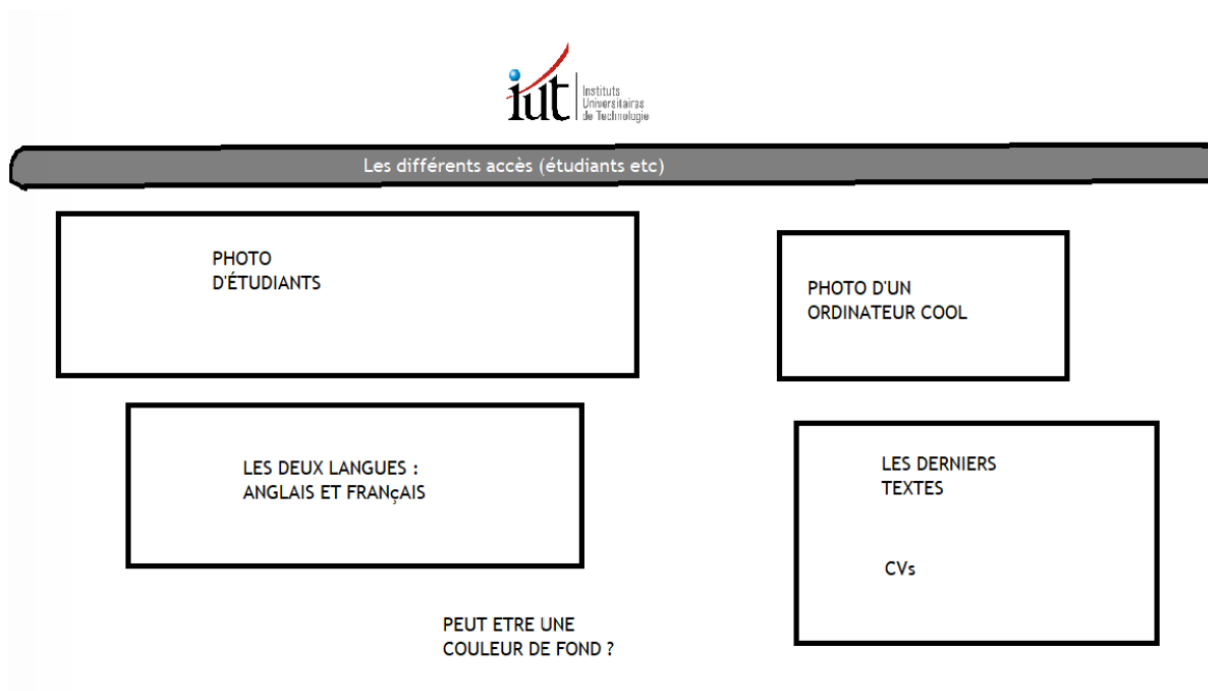 iut
Instituts
Universitaires
de Technologie
Les différents accès (étudiants etc)
PHOTO
D'ÉTUDIANTS
PHOTO D'UN
ORDINATEUR COOL
LES DEUX LANGUES :
ANGLAIS ET FRANçAIS
LES DERNIERS
TEXTES
CVs
PEUT ETRE UNE
COULEUR DE FOND ?